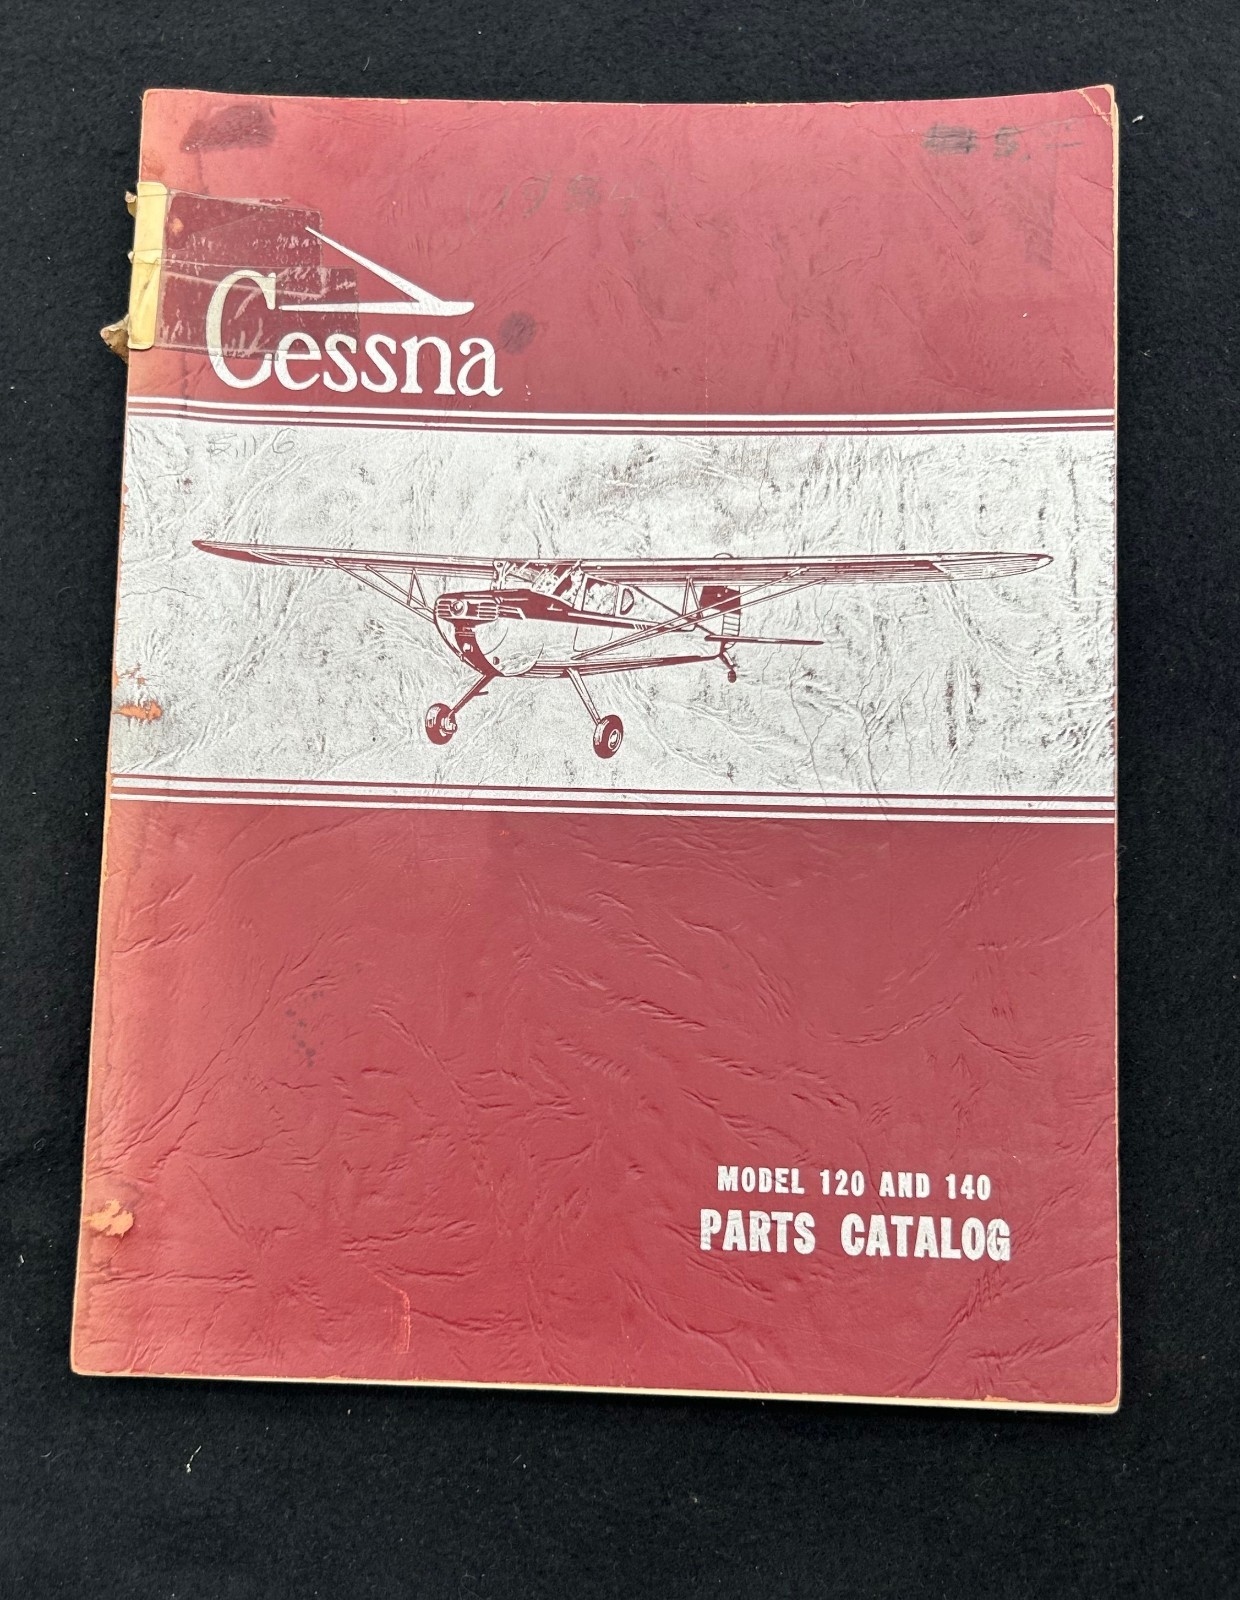 Cessna
MODEL 120 AND 140
PARTS CATALOG